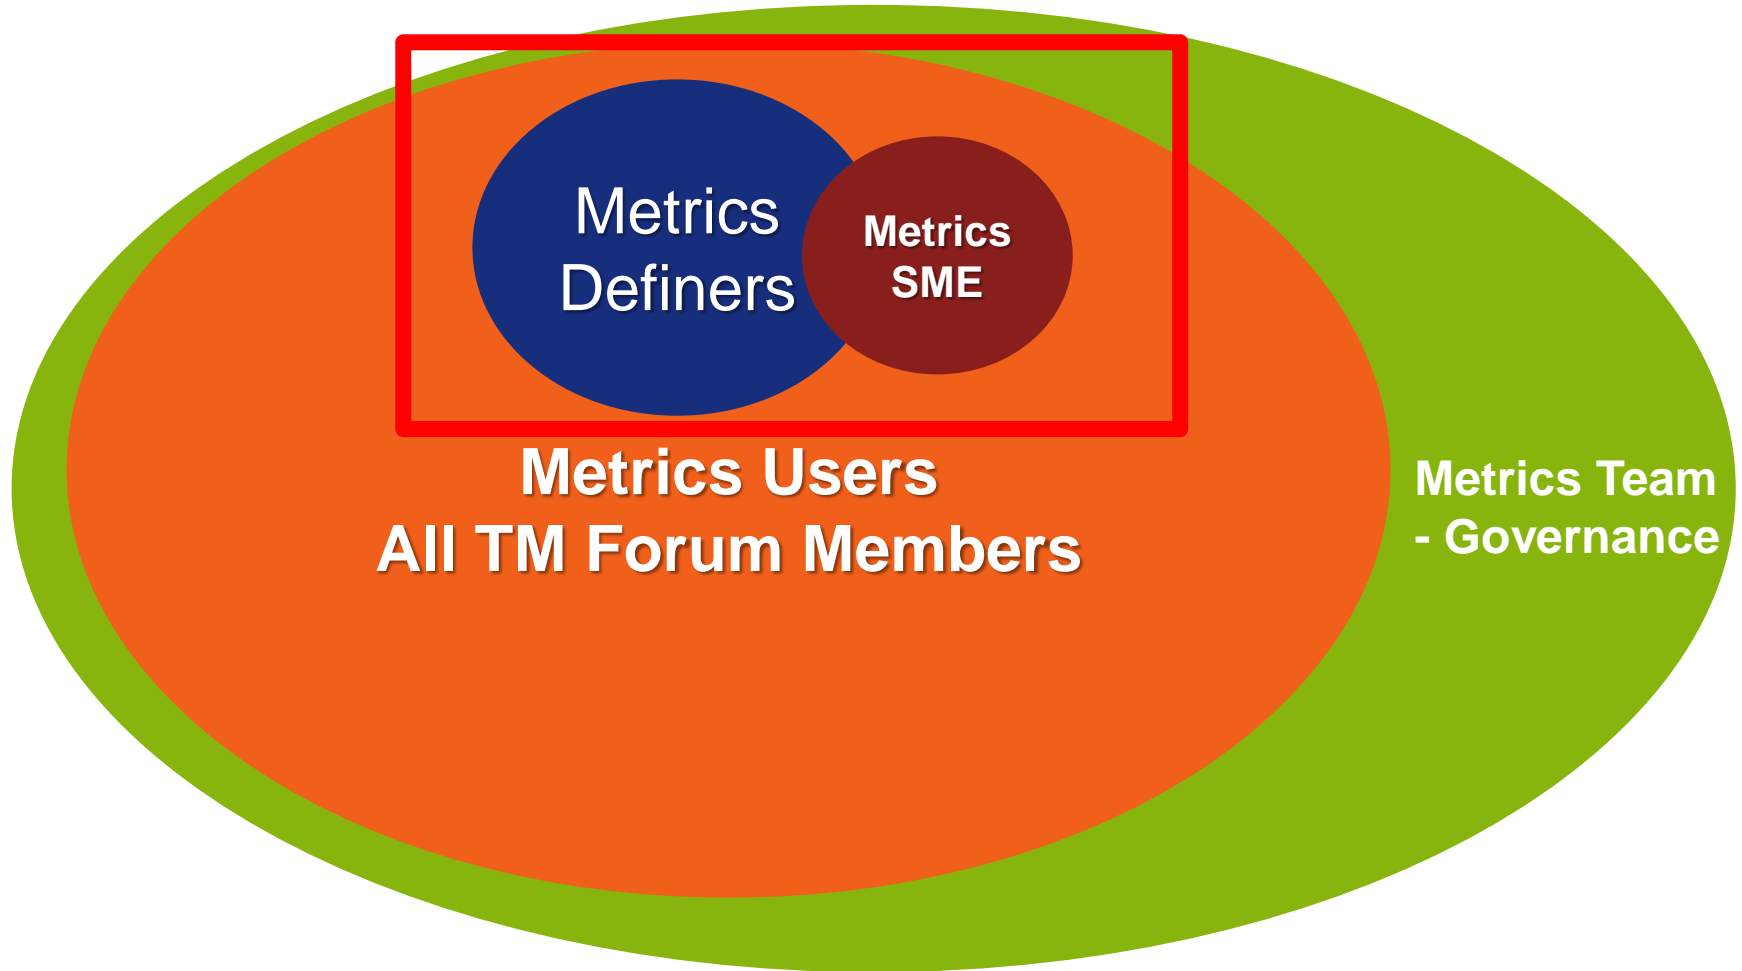 Metrics
Definers
Metrics
SME
Metrics Users
All TM Forum Members
Metrics Team
- Governance